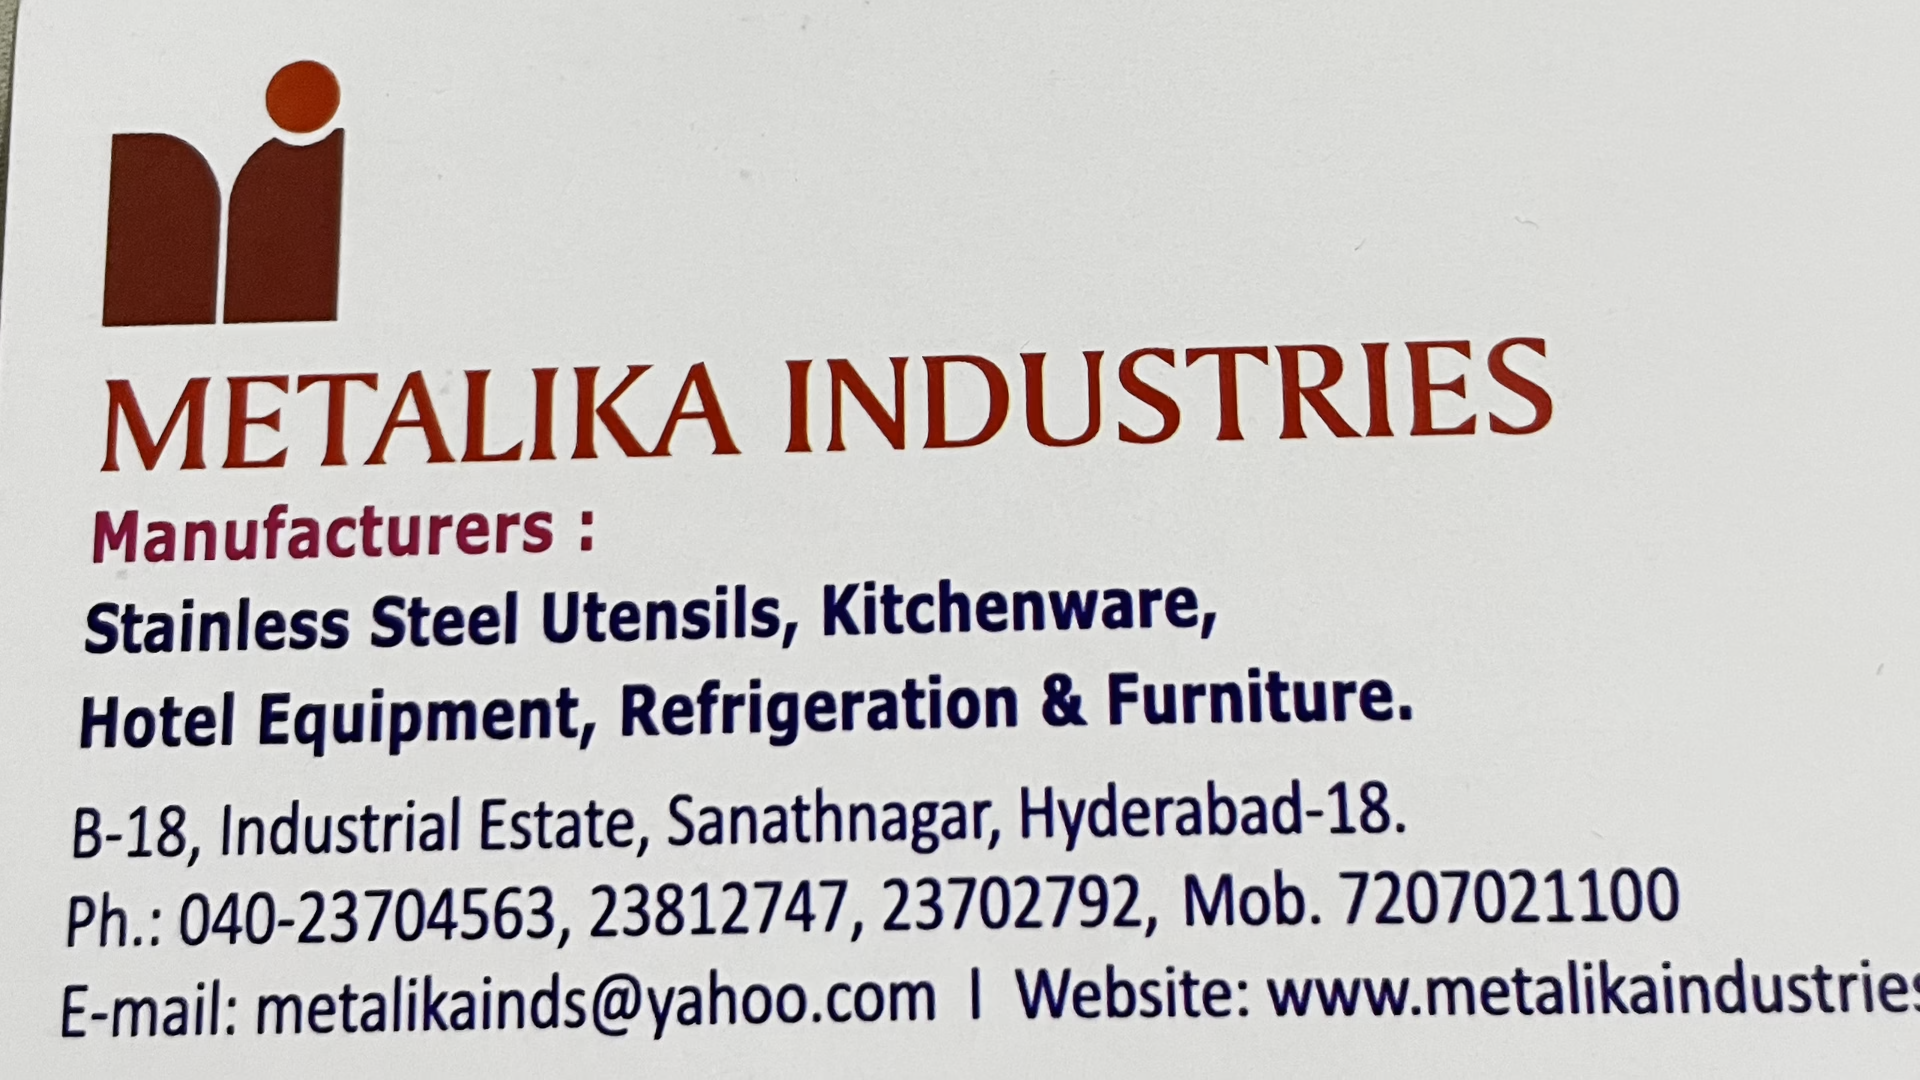 METALIKA INDUSTRIES
Manufacturers :
Stainless Steel Utensils, Kitchenware,
Hotel Equipment, Refrigeration & Furniture.
B-18, Industrial Estate, Sanathnagar, Hyderabad-18.
Ph.: 040-23704563, 23812747, 23702792, Mob. 7207021100
E-mail: metalikainds@yahoo.com I Website: www.metalikaindustries